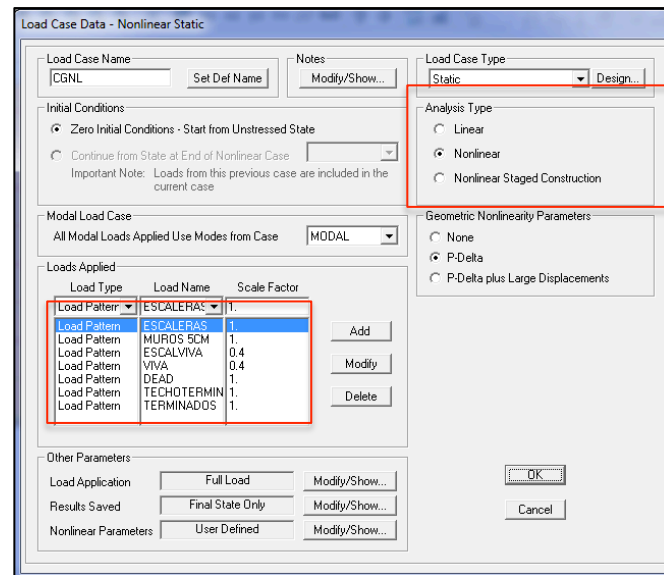 Load Case Data - Nonlinear Static
Load Case Name
CGNL
Set Def Name
Notes
Modify/Show...
Load Case Type
Static
Design...
Initial Conditions
Zero Initial Conditions - Start from Unstressed State
Continue from State at End of Nonlinear Case
Important Note: Loads from this previous case are included in the
current case
Analysis Type
Linear
Nonlinear
Nonlinear Staged Construction
Modal Load Case
All Modal Loads Applied Use Modes from Case MODAL
Geometric Nonlinearity Parameters
None
P-Delta
P-Delta plus Large Displacements
Loads Applied
Load Type Load Name Scale Factor
Load Pattern ESCALERAS 1.
Load Pattern ESCALERAS 1.
Load Pattern MUROS 5CM 1.
Load Pattern ESCALVIVA 0.4
Load Pattern VIVA 0.4
Load Pattern DEAD 1.
Load Pattern TECHOTERMIN 1.
Load Pattern TERMINADOS 1.
Add
Modify
Delete
Other Parameters
Load Application Full Load Modify/Show...
Results Saved Final State Only Modify/Show...
Nonlinear Parameters User Defined Modify/Show...
OK
Cancel